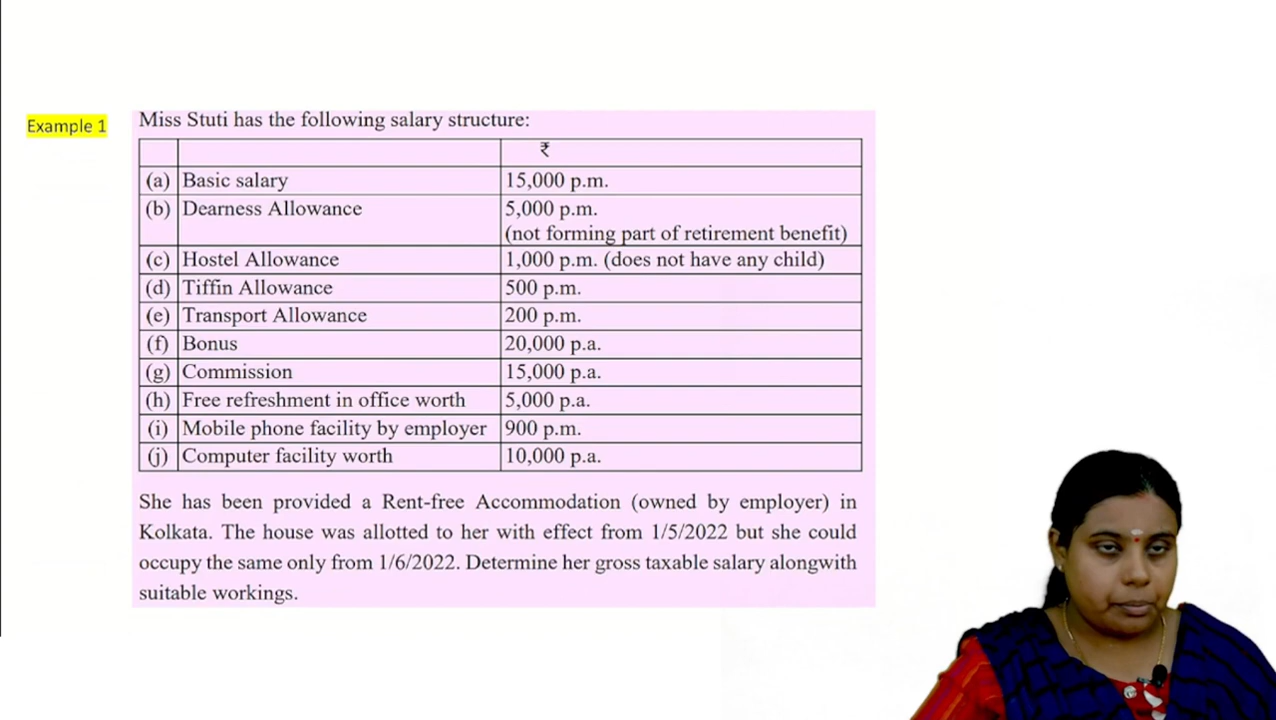 Example 1
Miss Stuti has the following salary structure:
₹
(a) Basic salary 15,000 p.m.
(b) Dearness Allowance 5,000 p.m.
(not forming part of retirement benefit)
(c) Hostel Allowance 1,000 p.m. (does not have any child)
(d) Tiffin Allowance 500 p.m.
(e) Transport Allowance 200 p.m.
(f) Bonus 20,000 p.a.
(g) Commission 15,000 p.a.
(h) Free refreshment in office worth 5,000 p.a.
(i) Mobile phone facility by employer 900 p.m.
(j) Computer facility worth 10,000 p.a.
She has been provided a Rent-free Accommodation (owned by employer) in
Kolkata. The house was allotted to her with effect from 1/5/2022 but she could
occupy the same only from 1/6/2022. Determine her gross taxable salary alongwith
suitable workings.